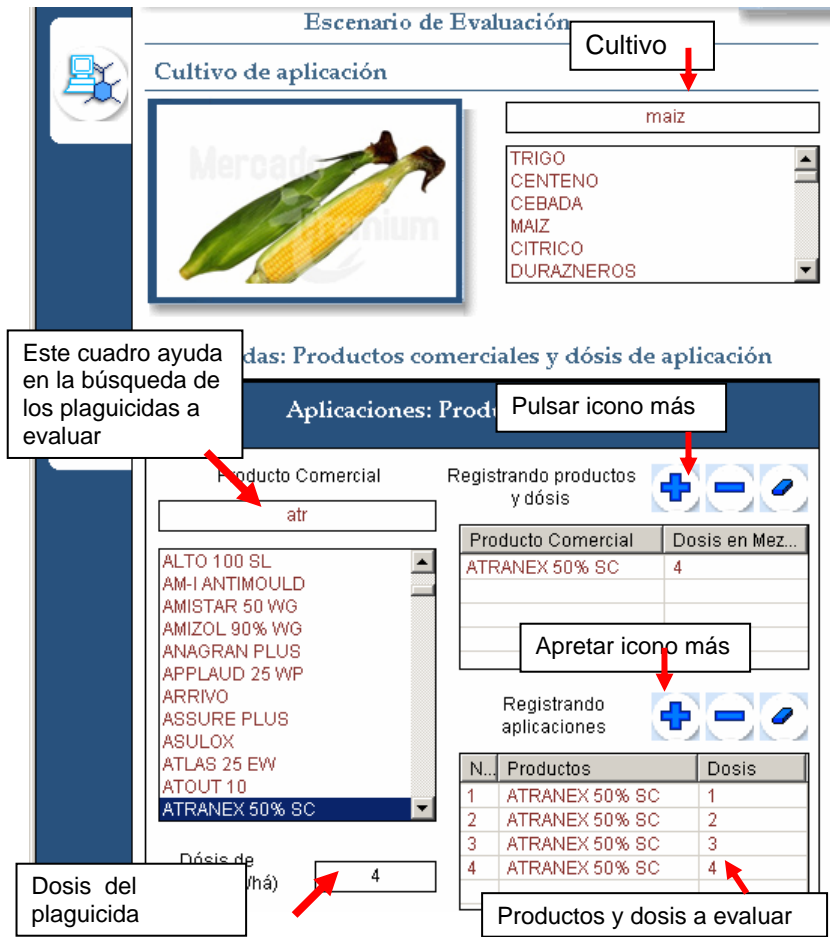 Escenario de Evaluación
Cultivo
Cultivo de aplicación
maiz
Mercado
Premium
TRIGO
CENTENO
CEBADA
MAIZ
CITRICO
DURAZNEROS
Este cuadro ayuda
en la búsqueda de
los plaguicidas a
evaluar
das: Productos comerciales y dósis de aplicación
Aplicaciones: Produ
Pulsar icono más
Producto Comercial
atr
ALTO 100 SL
AM-I ANTIMOULD
AMISTAR 50 WG
AMIZOL 90% WG
ANAGRAN PLUS
APPLAUD 25 WP
ARRIVO
ASSURE PLUS
ASULOX
ATLAS 25 EW
ATOUT 10
ATRANEX 50% SC
Dósis de
/há)
4
Dosis del
plaguicida
Registrando productos
y dósis
Producto Comercial Dosis en Mez...
ATRANEX 50% SC 4
Apretar icono más
Registrando
aplicaciones
N... Productos Dosis
1 ATRANEX 50% SC 1
2 ATRANEX 50% SC 2
3 ATRANEX 50% SC 3
4 ATRANEX 50% SC 4
Productos y dosis a evaluar